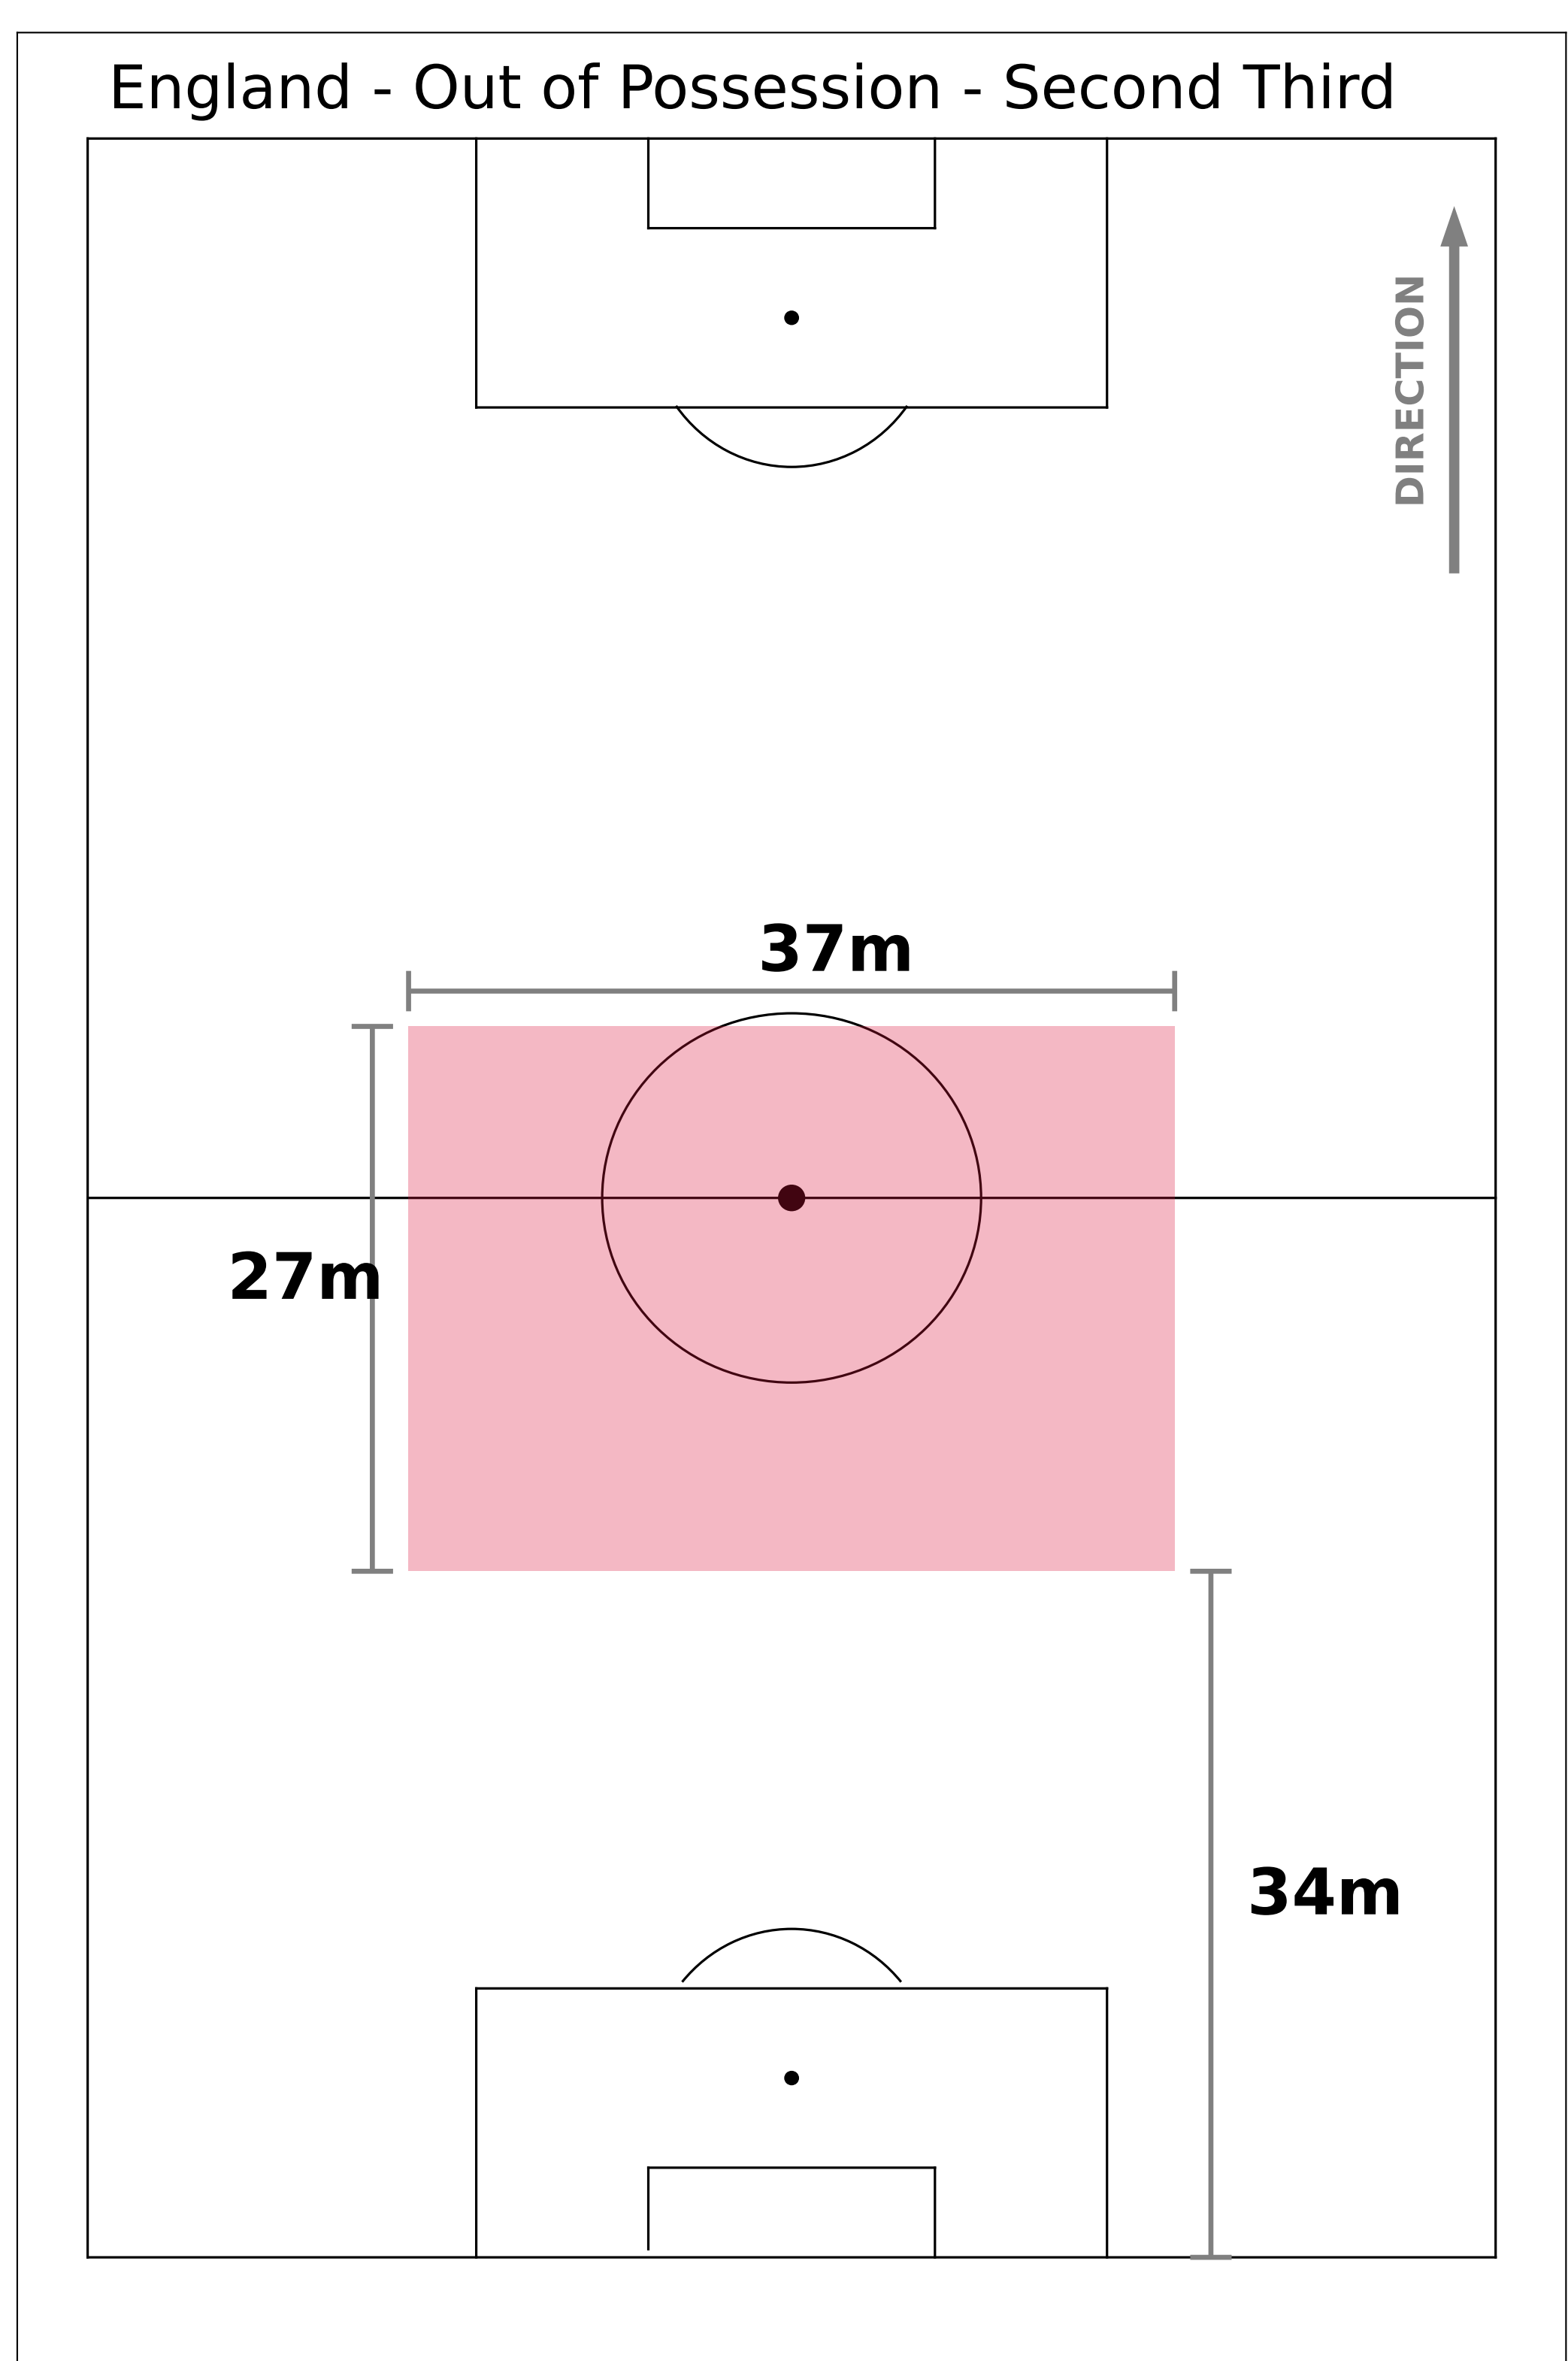 England - Out of Possession - Second Third
DIRECTION
37m
27m
34m